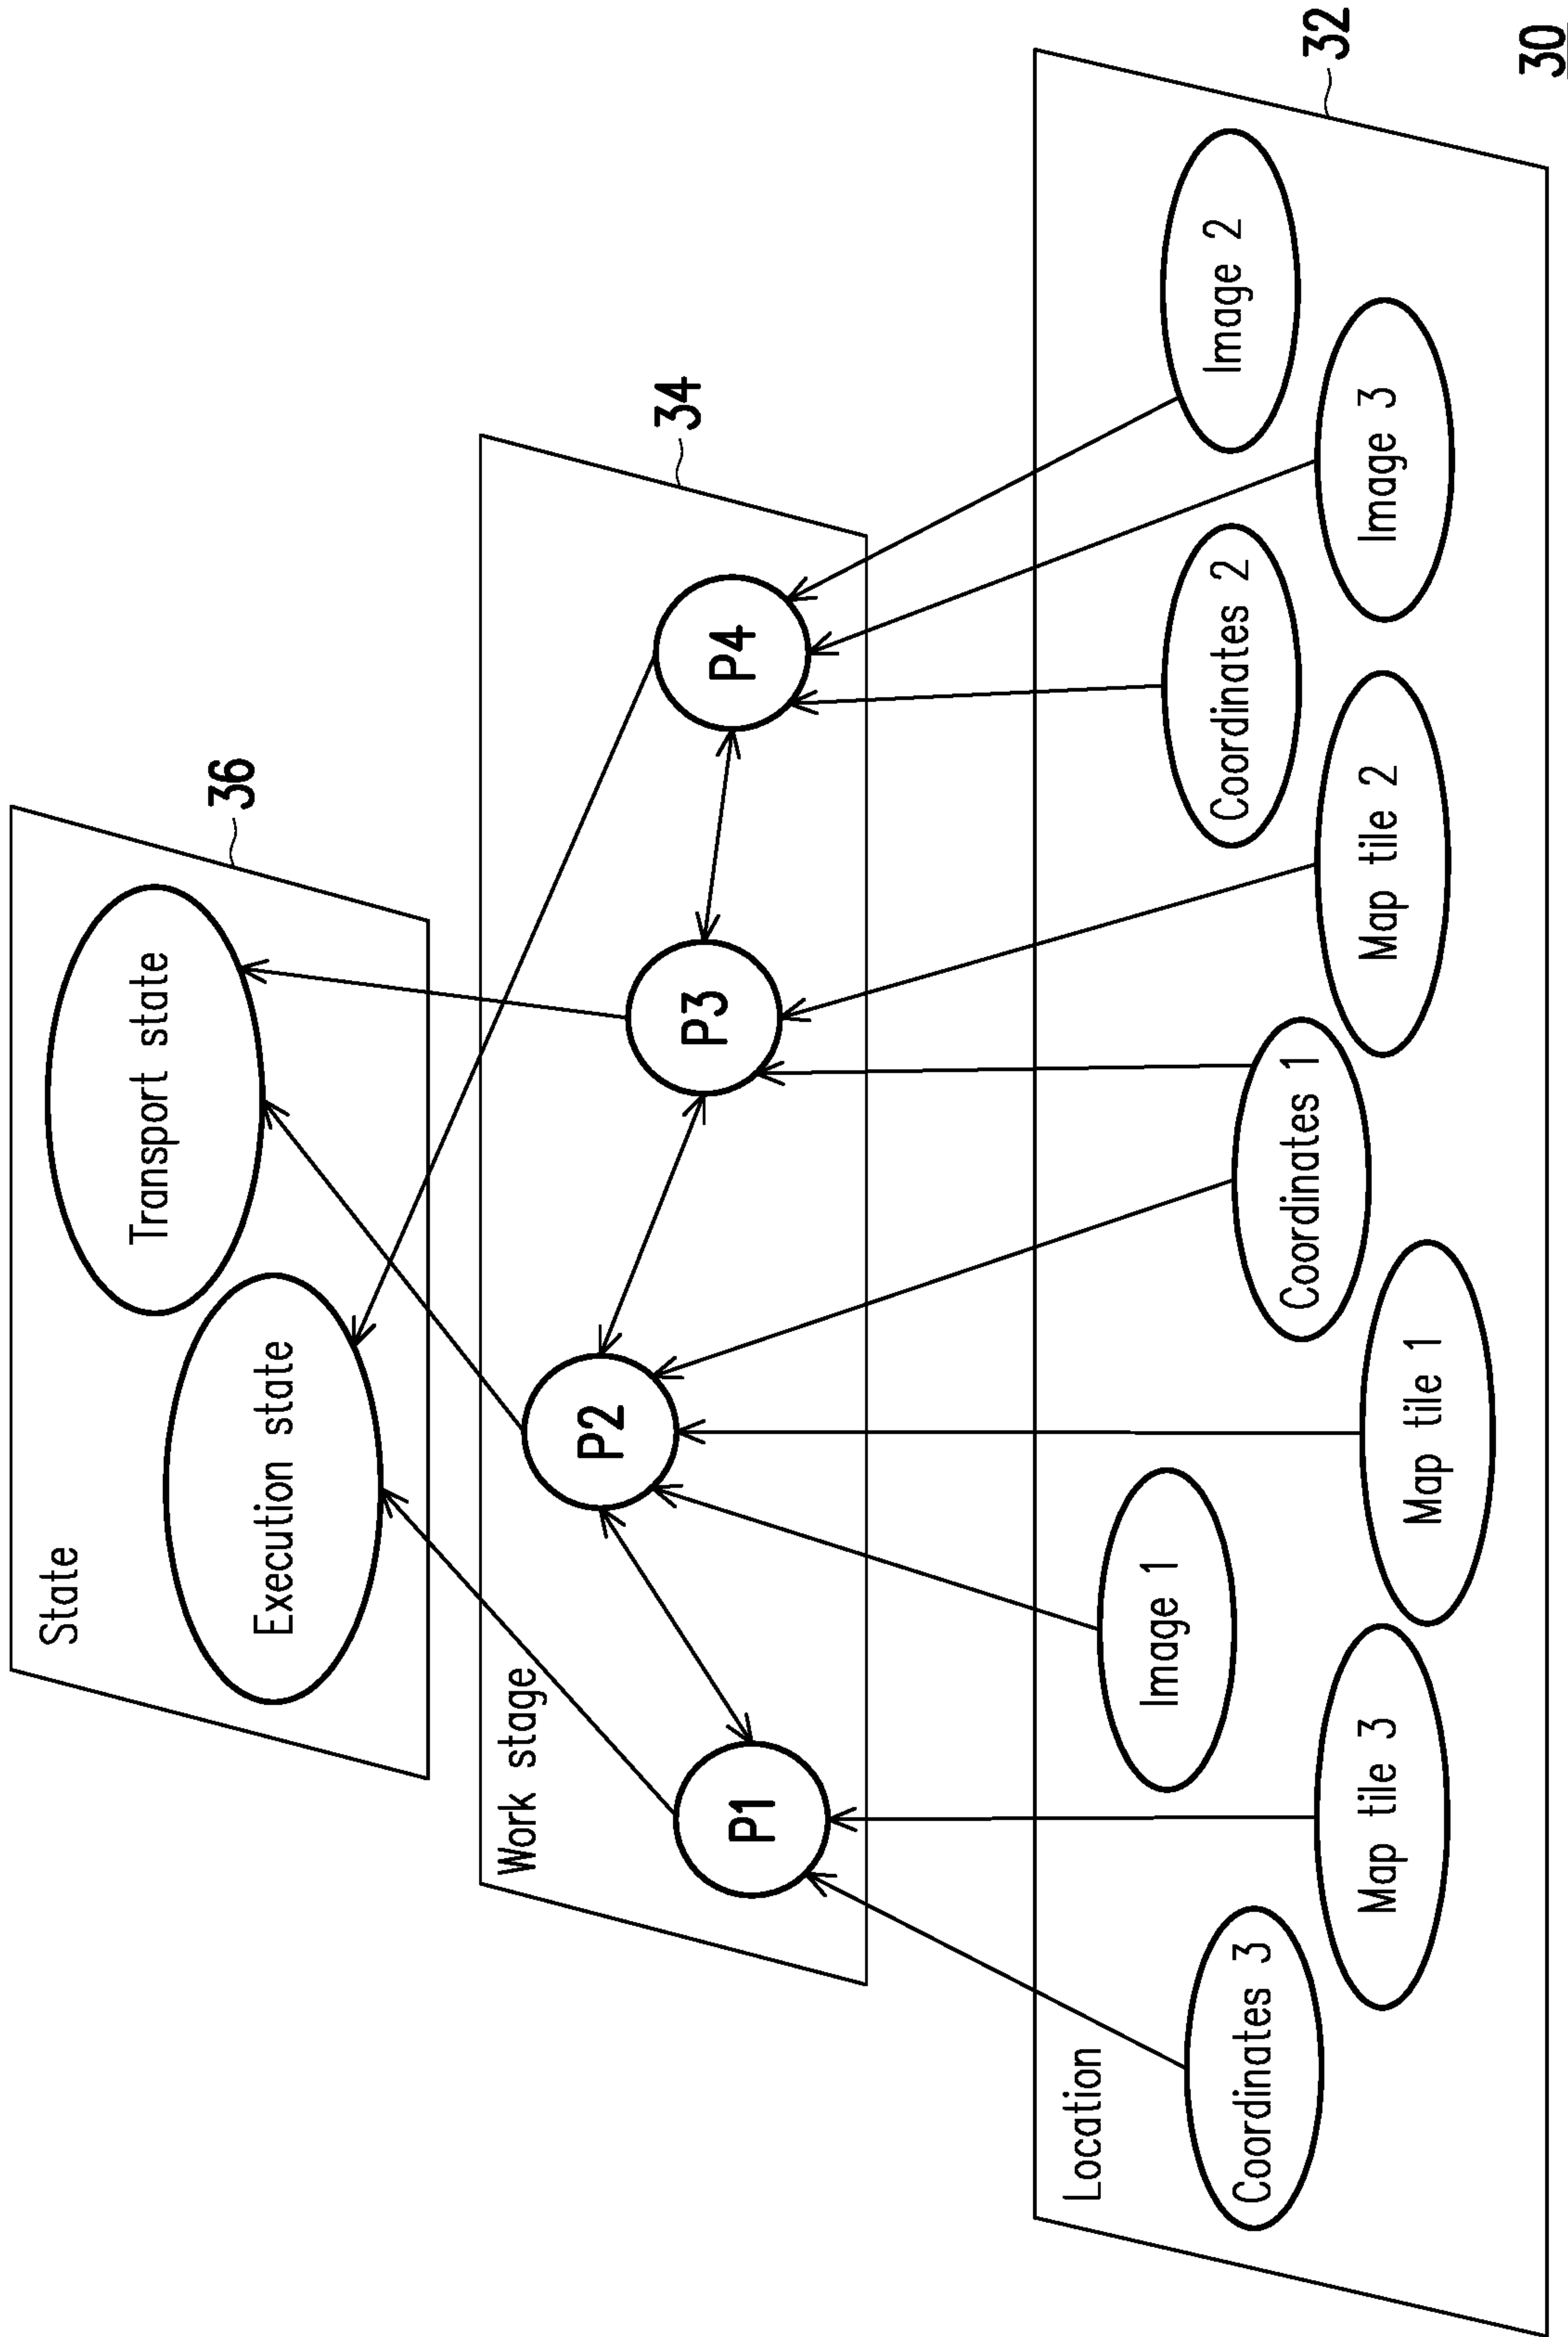 State
36
Transport state
Execution state
Work stage
34
P1
P2
P3
P4
Location
32
Coordinates 3
Map tile 3
Image 1
Map tile 1
Coordinates 1
Map tile 2
Coordinates 2
Image 3
Image 2
30